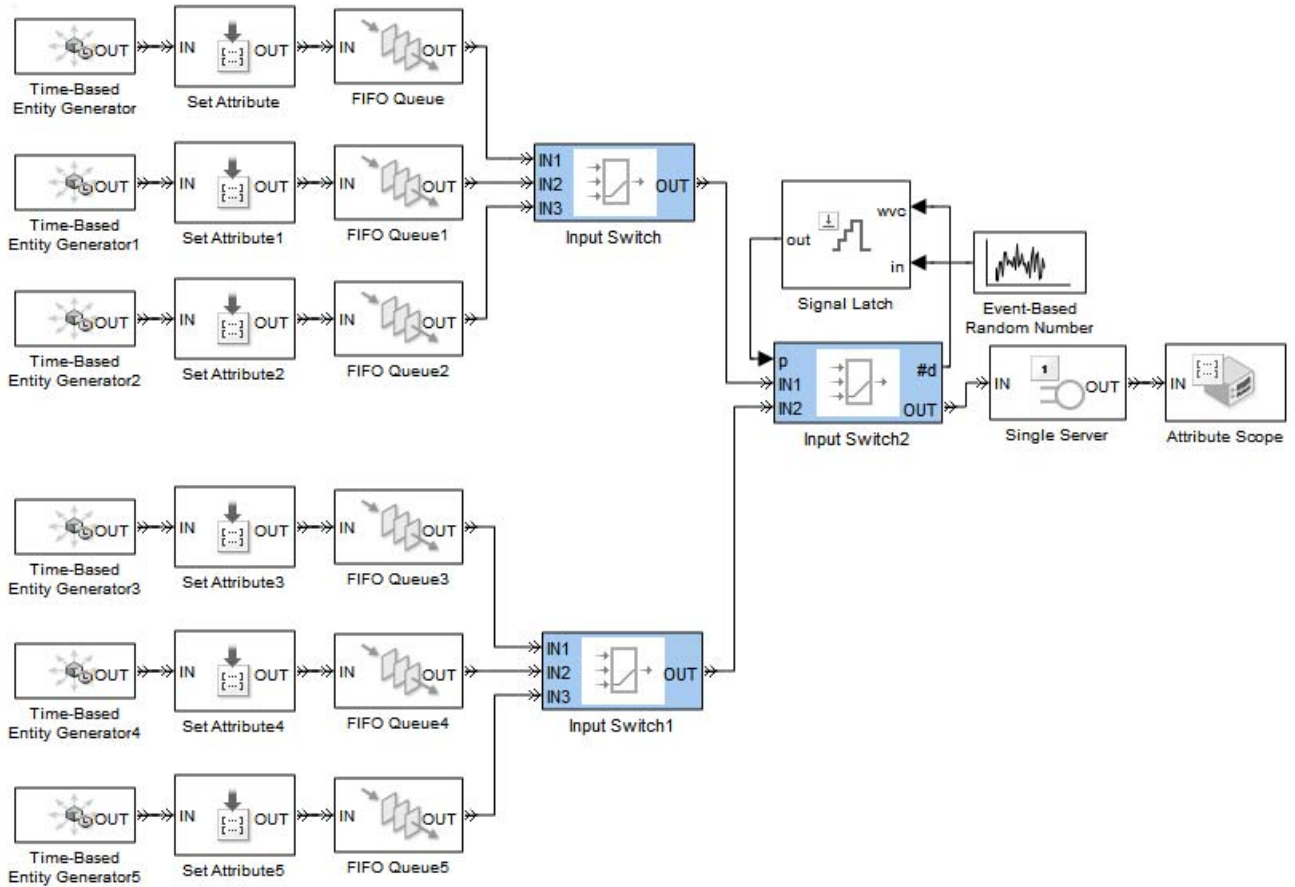 OUT
Time-Based
Entity Generator
IN
[...]
OUT
Set Attribute
IN
OUT
FIFO Queue
OUT
Time-Based
Entity Generator1
IN
[...]
OUT
Set Attribute1
IN
OUT
FIFO Queue1
OUT
Time-Based
Entity Generator2
IN
[...]
OUT
Set Attribute2
IN
OUT
FIFO Queue2
IN1
IN2
IN3
OUT
Input Switch
wvc
out
in
Signal Latch
Event-Based
Random Number
p
IN1
IN2
#d
OUT
Input Switch2
IN
1
OUT
Single Server
IN
[...]
Attribute Scope
OUT
Time-Based
Entity Generator3
IN
[...]
OUT
Set Attribute3
IN
OUT
FIFO Queue3
OUT
Time-Based
Entity Generator4
IN
[...]
OUT
Set Attribute4
IN
OUT
FIFO Queue4
OUT
Time-Based
Entity Generator5
IN
[...]
OUT
Set Attribute5
IN
OUT
FIFO Queue5
IN1
IN2
IN3
OUT
Input Switch1